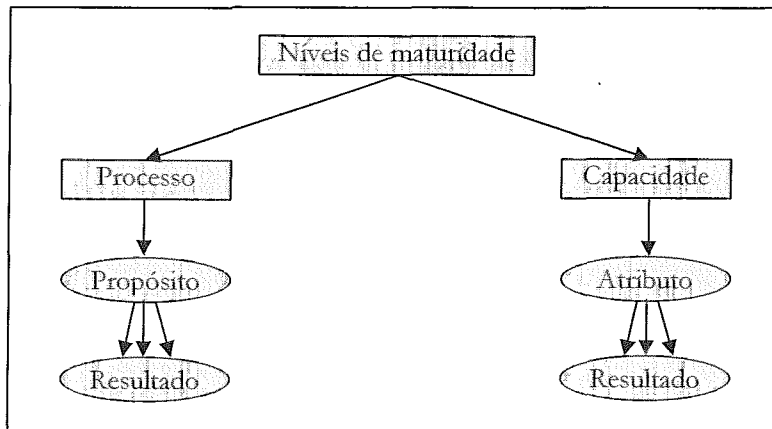 Níveis de maturidade
Processo
Capacidade
Propósito
Atributo
Resultado
Resultado